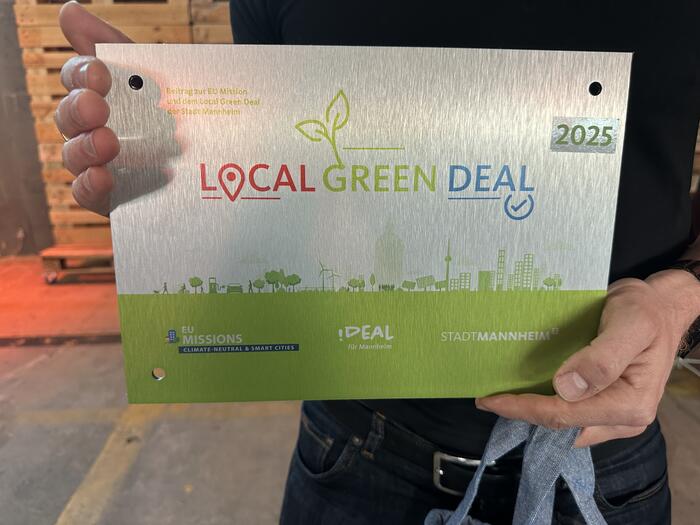 Beitrag zur EU Mission
und dem Local Green Deal
der Stadt Mannheim
2025
LOCAL GREEN DEAL
EU
MISSIONS
CLIMATE-NEUTRAL & SMART CITIES
!DEAL
für Mannheim
STADTMANNHEIM²